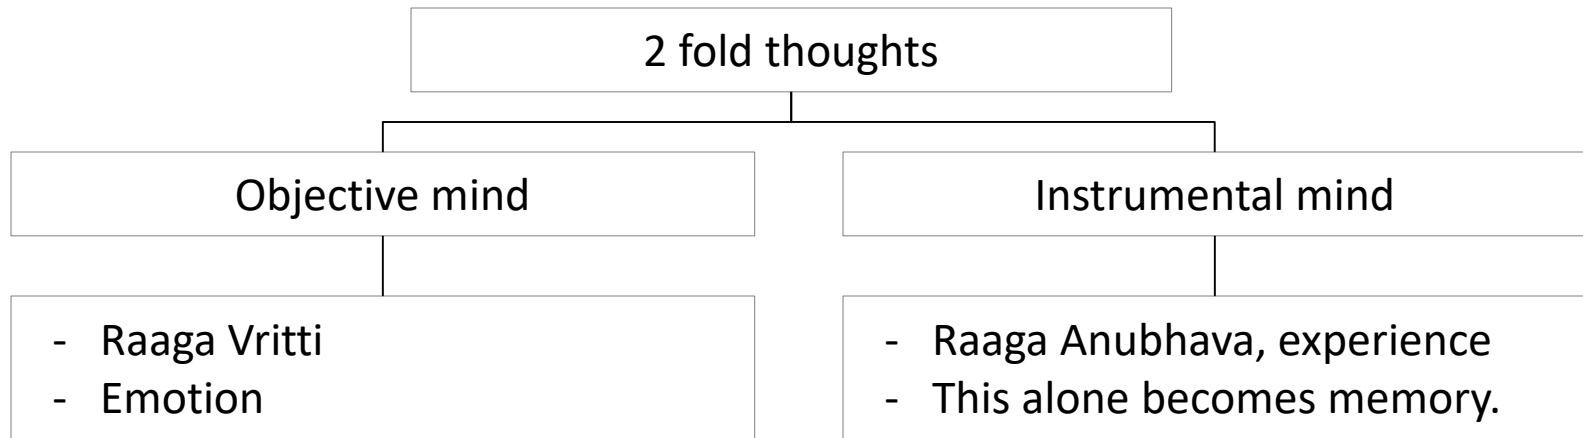 2 fold thoughts
Objective mind
Instrumental mind
- Raaga Vritti
- Emotion
- Raaga Anubhava, experience
- This alone becomes memory.